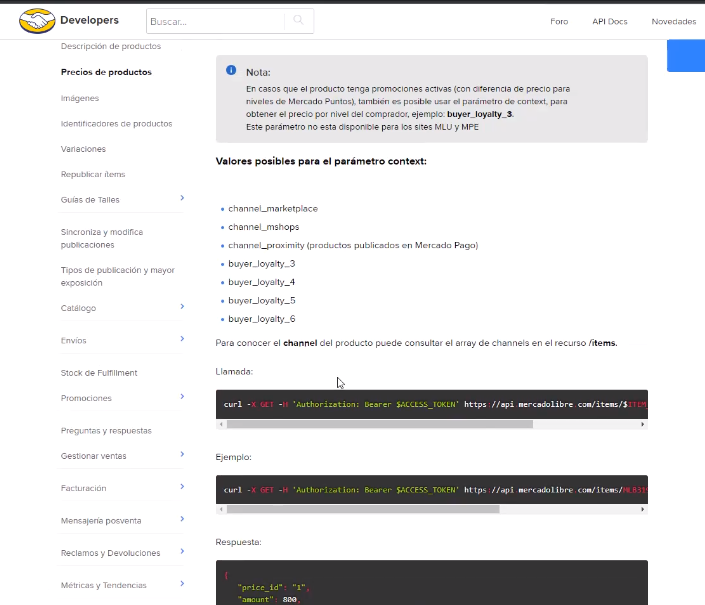 Developers
Buscar...
Foro
API Docs
Novedades
Descripción de productos
Precios de productos
Imágenes
Identificadores de productos
Variaciones
Republicar ítems
Guías de Talles
Sincroniza y modifica
publicaciones
Tipos de publicación y mayor
exposición
Catálogo
Envíos
Stock de Fulfillment
Promociones
Preguntas y respuestas
Gestionar ventas
Facturación
Mensajería posventa
Reclamos y Devoluciones
Métricas y Tendencias
Nota:
En casos que el producto tenga promociones activas (con diferencia de precio para
niveles de Mercado Puntos), también es posible usar el parámetro de context, para
obtener el precio por nivel del comprador, ejemplo: buyer_loyalty_3.
Este parámetro no esta disponible para los sites MLU y MPE
Valores posibles para el parámetro context:
channel_marketplace
channel_mshops
channel_proximity (productos publicados en Mercado Pago)
buyer_loyalty_3
buyer_loyalty_4
buyer_loyalty_5
buyer_loyalty_6
Para conocer el channel del producto puede consultar el array de channels en el recurso /items.
Llamada:
curl -X GET -H 'Authorization: Bearer $ACCESS_TOKEN' https://api.mercadolibre.com/items/$ITEM_
Ejemplo:
curl -X GET -H 'Authorization: Bearer $ACCESS_TOKEN' https://api.mercadolibre.com/items/
Respuesta:
[
"price_id": "1",
"amount": 800,